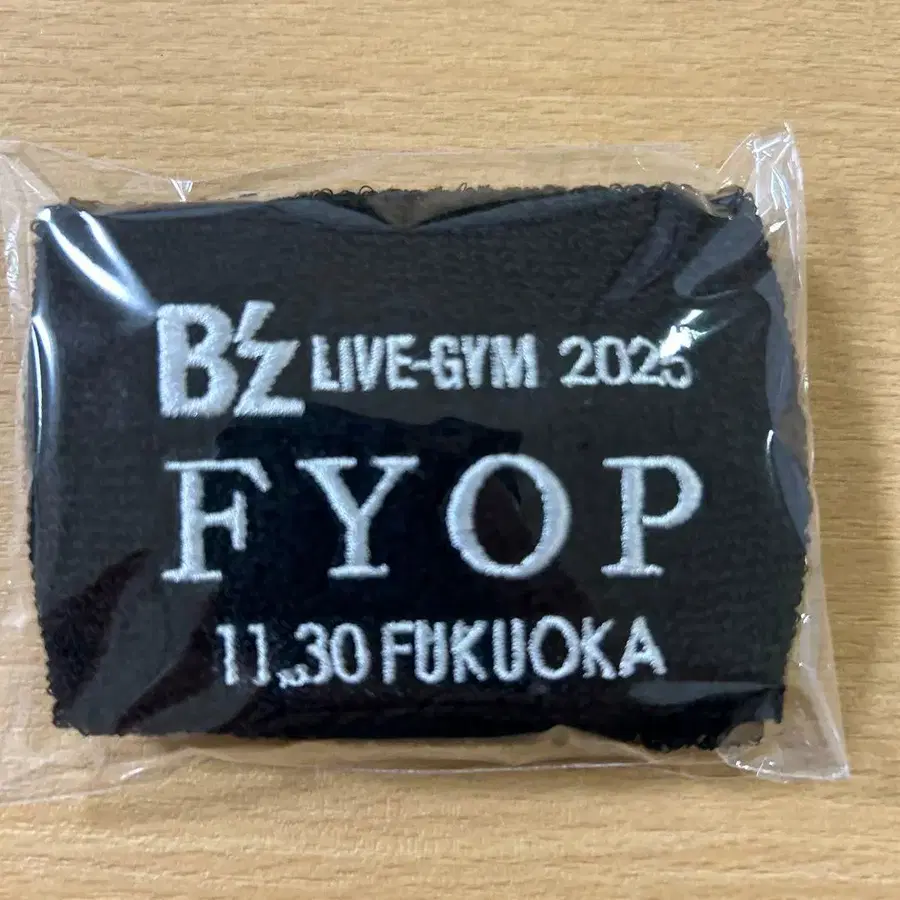 B'z LIVE-GYM 2025
FYOP
11.30 FUKUOKA